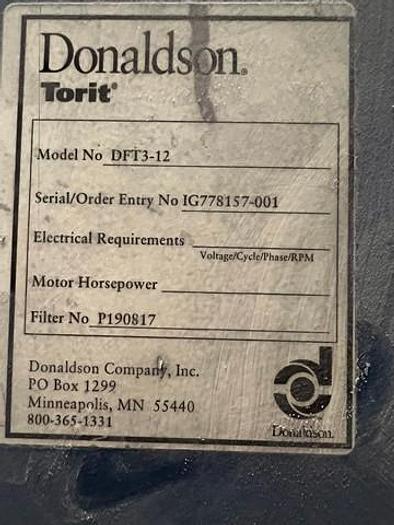 Donaldson®
Torit®
Model No DFT3-12
Serial/Order Entry No IG778157-001
Electrical Requirements
Voltage/Cycle/Phase/RPM
Motor Horsepower
Filter No P190817
Donaldson Company, Inc.
PO Box 1299
Minneapolis, MN 55440
800-365-1331
Donaldson.